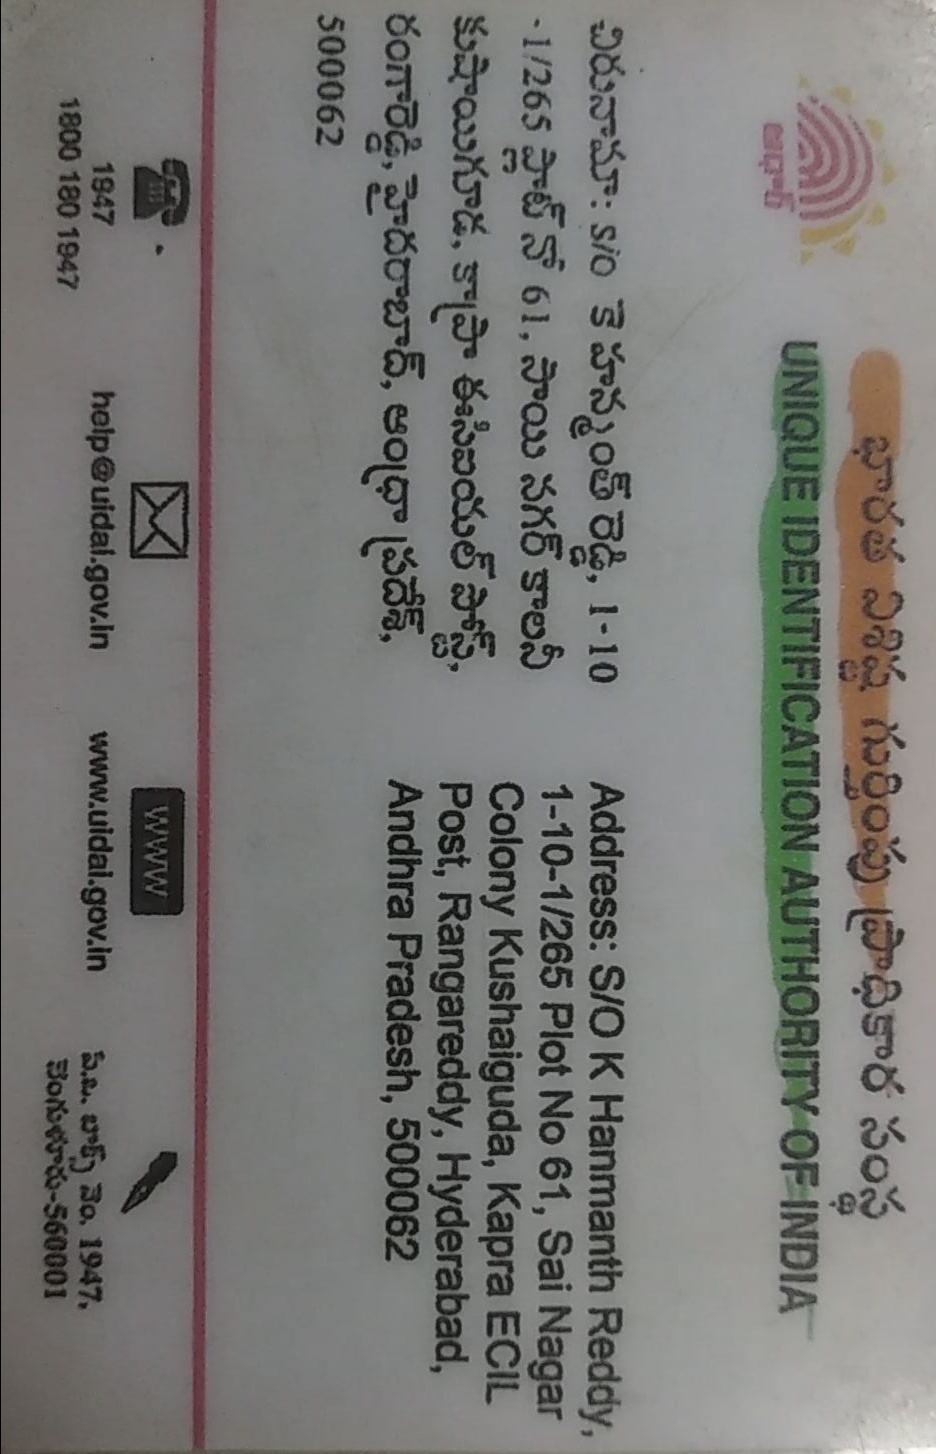 భారత విశిష్ట గుర్తింపు ప్రాధికార సంస్థ
UNIQUE IDENTIFICATION AUTHORITY OF INDIA
ఆధార్
చిరునామా: S/O కె హన్మంత్ రెడ్డి, 1-10
-1/265 ప్లాట్ నో 61, సాయి నగర్ కాలనీ
కుషాయిగూడ, కాప్రా ఈసిఐయల్ పోస్ట్,
రంగారెడ్డి, హైదరాబాద్, ఆంధ్రా ప్రదేశ్,
500062
Address: S/O K Hanmanth Reddy,
1-10-1/265 Plot No 61, Sai Nagar
Colony Kushaiguda, Kapra ECIL
Post, Rangareddy, Hyderabad,
Andhra Pradesh, 500062
1947
1800 180 1947
help@uidai.gov.in
WWW
www.uidai.gov.in
పి.ఒ. బాక్స్ నెం. 1947,
బెంగుళూరు-560001